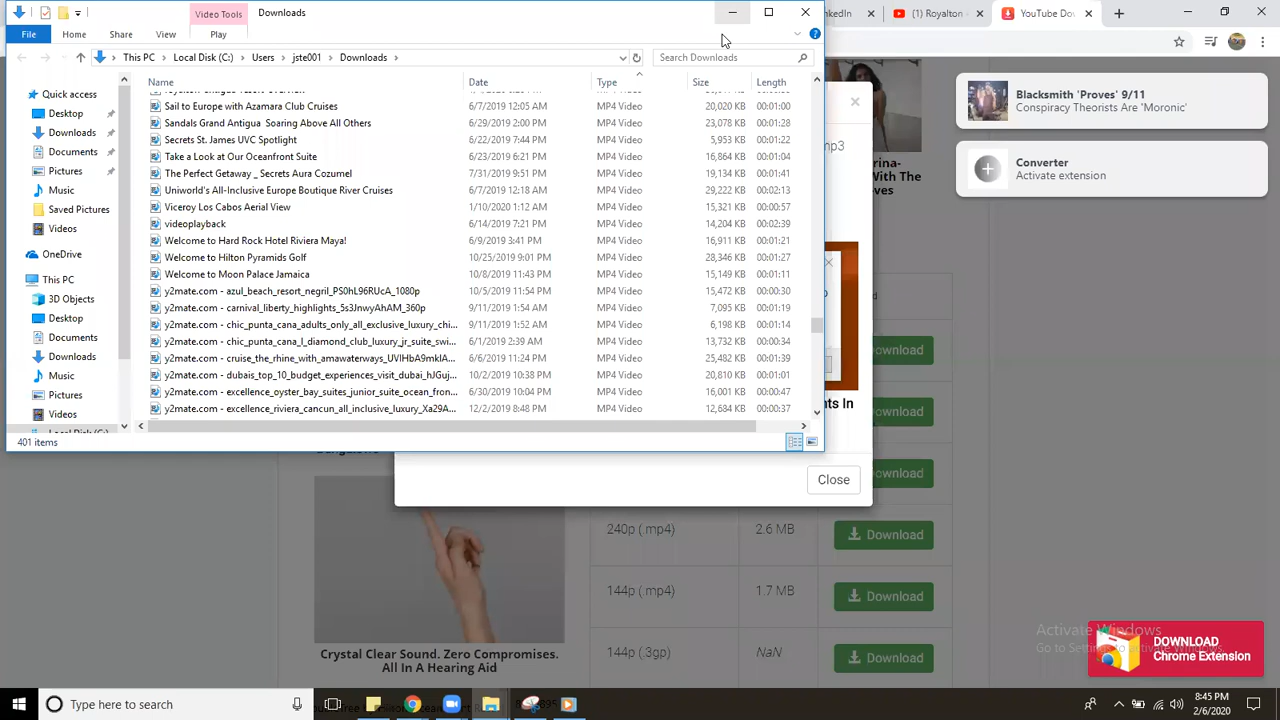 Video Tools
Downloads
File
Home
Share
View
Play
This PC > Local Disk (C:) > Users > jste001 > Downloads >
Search Downloads
Name
Date
Type
Size
Length
Quick access
Desktop
Downloads
Documents
Pictures
Music
Saved Pictures
Videos
OneDrive
This PC
3D Objects
Desktop
Documents
Downloads
Music
Pictures
Videos
Sail to Europe with Azamara Club Cruises 6/7/2019 12:05 AM MP4 Video 20,020 KB 00:01:00
Sandals Grand Antigua Soaring Above All Others 6/29/2019 2:00 PM MP4 Video 23,078 KB 00:01:28
Secrets St. James UVC Spotlight 6/22/2019 7:44 PM MP4 Video 5,953 KB 00:01:22
Take a Look at Our Oceanfront Suite 6/23/2019 6:21 PM MP4 Video 16,864 KB 00:01:04
The Perfect Getaway _ Secrets Aura Cozumel 7/31/2019 9:51 PM MP4 Video 19,134 KB 00:01:41
Uniworld's All-Inclusive Europe Boutique River Cruises 6/7/2019 12:18 AM MP4 Video 29,222 KB 00:02:13
Viceroy Los Cabos Aerial View 1/10/2020 1:12 AM MP4 Video 15,321 KB 00:00:57
videoplayback 6/14/2019 7:21 PM MP4 Video 14,204 KB 00:02:39
Welcome to Hard Rock Hotel Riviera Maya! 6/9/2019 3:41 PM MP4 Video 16,911 KB 00:01:21
Welcome to Hilton Pyramids Golf 10/25/2019 9:01 PM MP4 Video 28,346 KB 00:01:27
Welcome to Moon Palace Jamaica 10/8/2019 11:43 PM MP4 Video 15,149 KB 00:01:11
y2mate.com - azul_beach_resort_negril_PS0hL96RUcA_1080p 10/5/2019 11:54 PM MP4 Video 15,472 KB 00:00:30
y2mate.com - carnival_liberty_highlights_5s3JnwyAhAM_360p 9/11/2019 1:54 AM MP4 Video 7,095 KB 00:01:19
y2mate.com - chic_punta_cana_adults_only_all_exclusive_luxury_chi... 9/11/2019 1:52 AM MP4 Video 6,198 KB 00:01:14
y2mate.com - chic_punta_cana_l_diamond_club_luxury_jr_suite_swi... 6/1/2019 2:39 AM MP4 Video 13,732 KB 00:00:34
y2mate.com - cruise_the_rhine_with_amawaterways_UVIHbA9mkIA... 6/6/2019 11:24 PM MP4 Video 25,482 KB 00:01:39
y2mate.com - dubais_top_10_budget_experiences_visit_dubai_hJGuj... 10/2/2019 10:38 PM MP4 Video 20,810 KB 00:01:01
y2mate.com - excellence_oyster_bay_suites_junior_suite_ocean_fron... 6/30/2019 10:04 PM MP4 Video 16,001 KB 00:00:47
y2mate.com - excellence_riviera_cancun_all_inclusive_luxury_Xa29A... 12/2/2019 8:48 PM MP4 Video 12,684 KB 00:00:37
401 items
nkedIn
(1) Royalton
YouTube Dow
Blacksmith 'Proves' 9/11
Conspiracy Theorists Are 'Moronic'
Converter
Activate extension
mp3
rina-
With The
ves
ownload
ownload
ownload
nts In
Close
240p (.mp4) 2.6 MB Download
144p (.mp4) 1.7 MB Download
144p (.3gp) NaN Download
Crystal Clear Sound. Zero Compromises.
All In A Hearing Aid
Activate Windows
Go to Settings to activate Windows.
DOWNLOAD
Chrome Extension
Type here to search
8:45 PM
2/6/2020